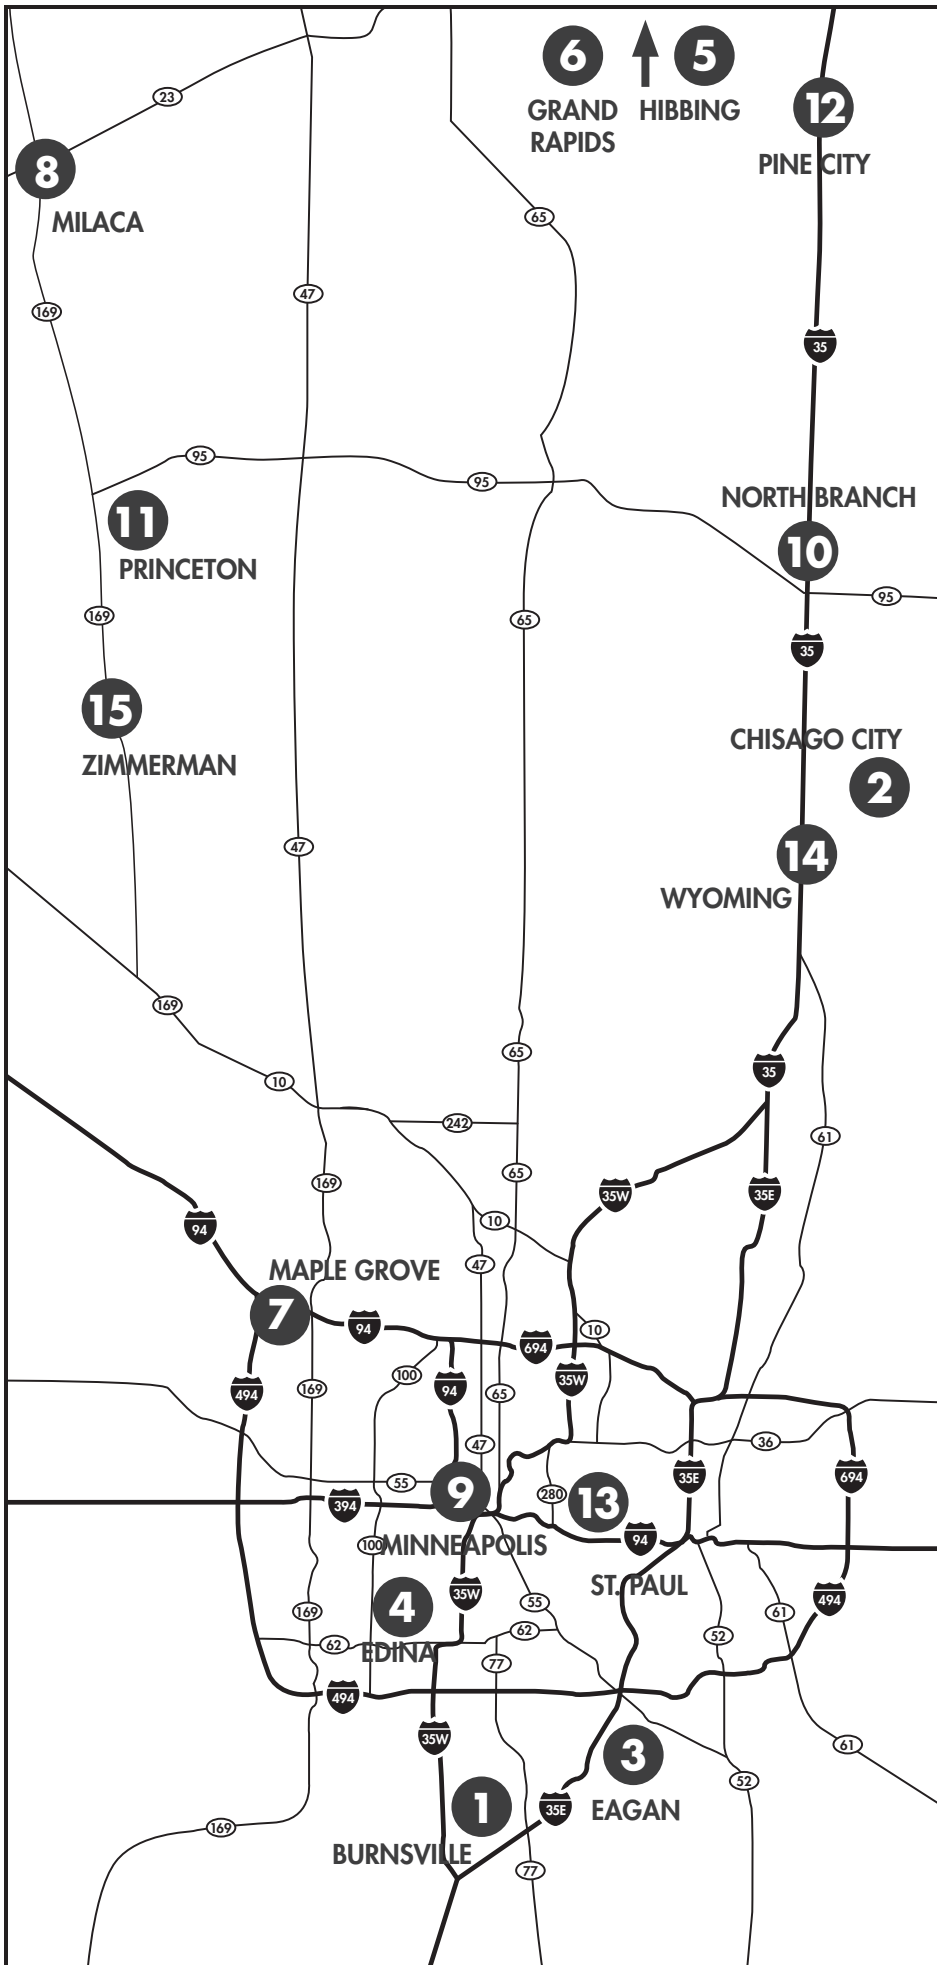 6
5
GRAND
RAPIDS
HIBBING
12
PINE CITY
23
8
MILACA
65
47
169
35
95
95
NORTH BRANCH
11
10
PRINCETON
95
169
65
35
15
ZIMMERMAN
CHISAGO CITY
2
47
14
WYOMING
169
65
35
10
242
61
65
169
35W
35E
94
10
47
MAPLE GROVE
7
94
10
694
100
35W
169
94
65
494
47
36
35E
694
55
9
280
13
394
94
100
MINNEAPOLIS
ST. PAUL
35W
494
4
55
169
61
62
62
52
EDINA
77
494
35W
61
3
52
1
35E
EAGAN
169
BURNSVILLE
77